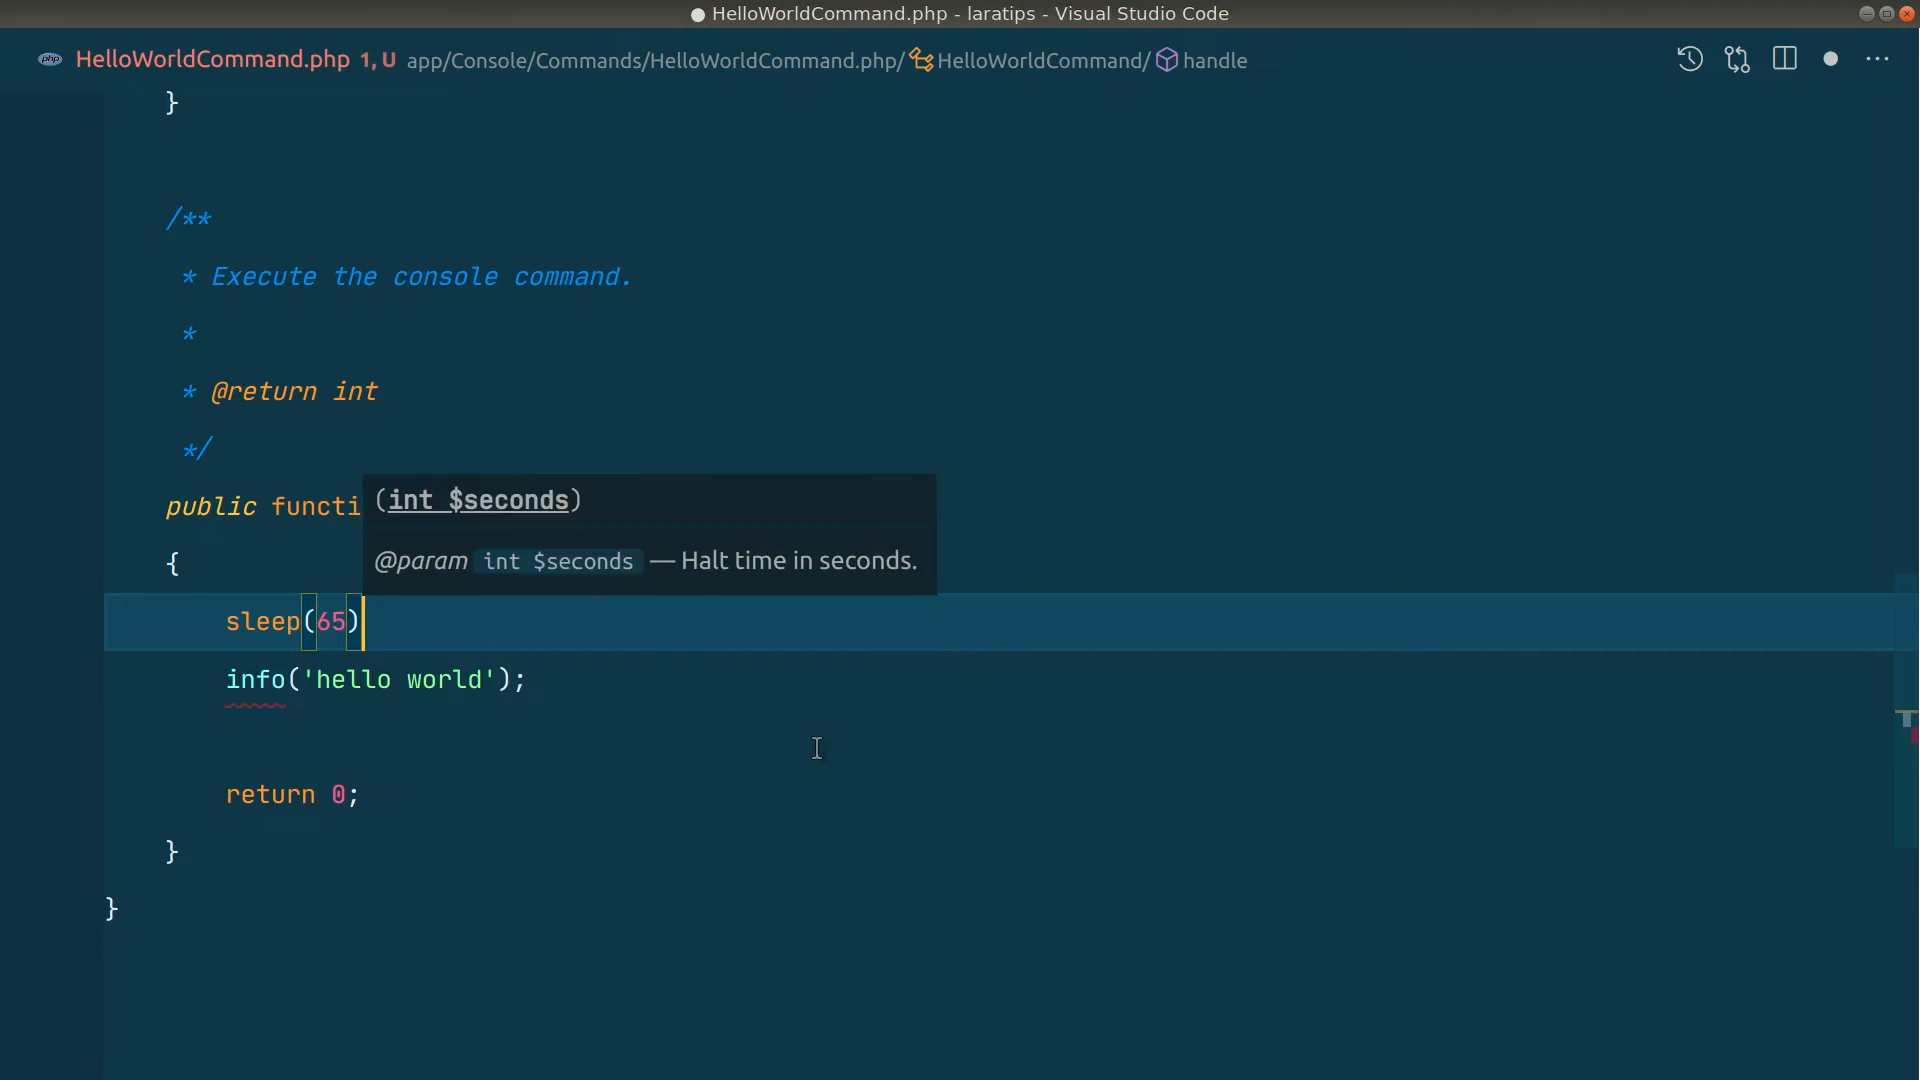 ● HelloWorldCommand.php - laratips - Visual Studio Code
php HelloWorldCommand.php 1, U app/Console/Commands/HelloWorldCommand.php/ HelloWorldCommand/ handle
}
/**
* Execute the console command.
*
* @return int
*/
public functi
(int $seconds)
@param int $seconds — Halt time in seconds.
{
sleep(65)
info('hello world');
return 0;
}
}